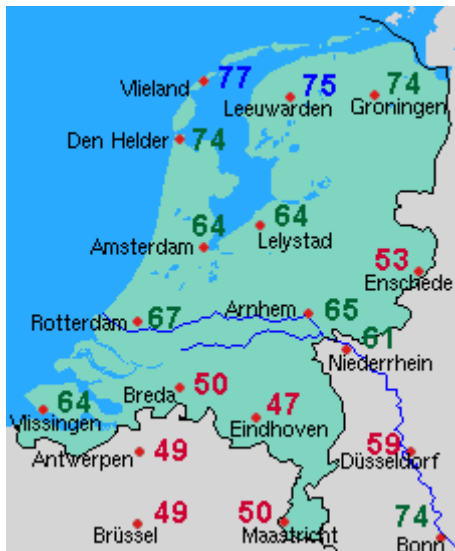 Vlieland 77
Leeuwarden 75
Groningen 74
Den Helder 74
Amsterdam 64
Lelystad 64
Enschede 53
Rotterdam 67
Arnhem 65
Niederrhein 61
Vlissingen 64
Breda 50
Eindhoven 47
Antwerpen 49
Düsseldorf 59
Brüssel 49
Maastricht 50
Bonn 74